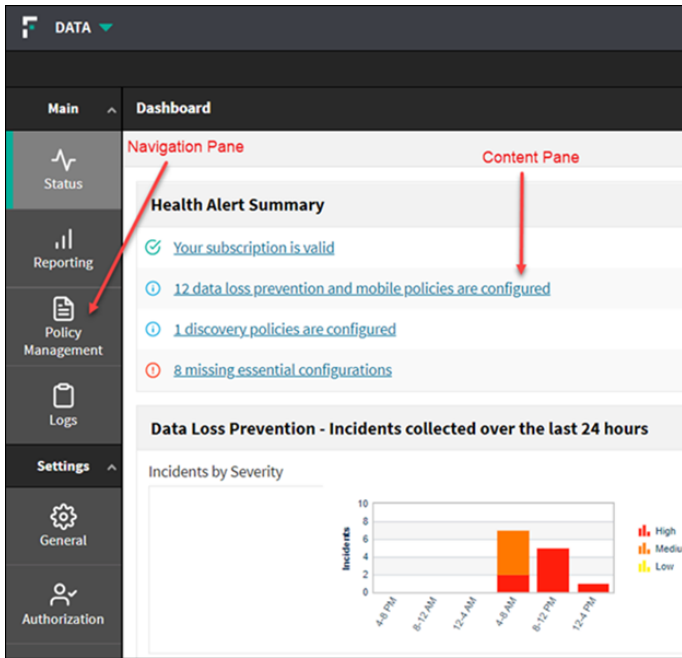 DATA
Main
Dashboard
Navigation Pane
Content Pane
Status
Health Alert Summary
Your subscription is valid
Reporting
12 data loss prevention and mobile policies are configured
1 discovery policies are configured
Policy
Management
8 missing essential configurations
Logs
Data Loss Prevention - Incidents collected over the last 24 hours
Settings
Incidents by Severity
General
Authorization
Incidents
10
8
6
4
2
0
4-8 PM
8-12 AM
12-4 AM
4-8 AM
8-12 PM
12-4 PM
High
Mediu
Low